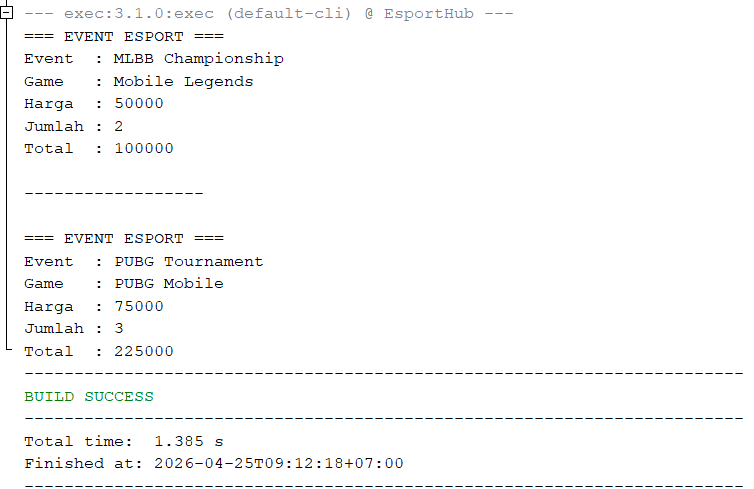 --- exec:3.1.0:exec (default-cli) @ EsportHub ---
=== EVENT ESPORT ===
Event  : MLBB Championship
Game   : Mobile Legends
Harga  : 50000
Jumlah : 2
Total  : 100000
------------------
=== EVENT ESPORT ===
Event  : PUBG Tournament
Game   : PUBG Mobile
Harga  : 75000
Jumlah : 3
Total  : 225000
------------------------------------------------------------------------
BUILD SUCCESS
------------------------------------------------------------------------
Total time:  1.385 s
Finished at: 2026-04-25T09:12:18+07:00
------------------------------------------------------------------------